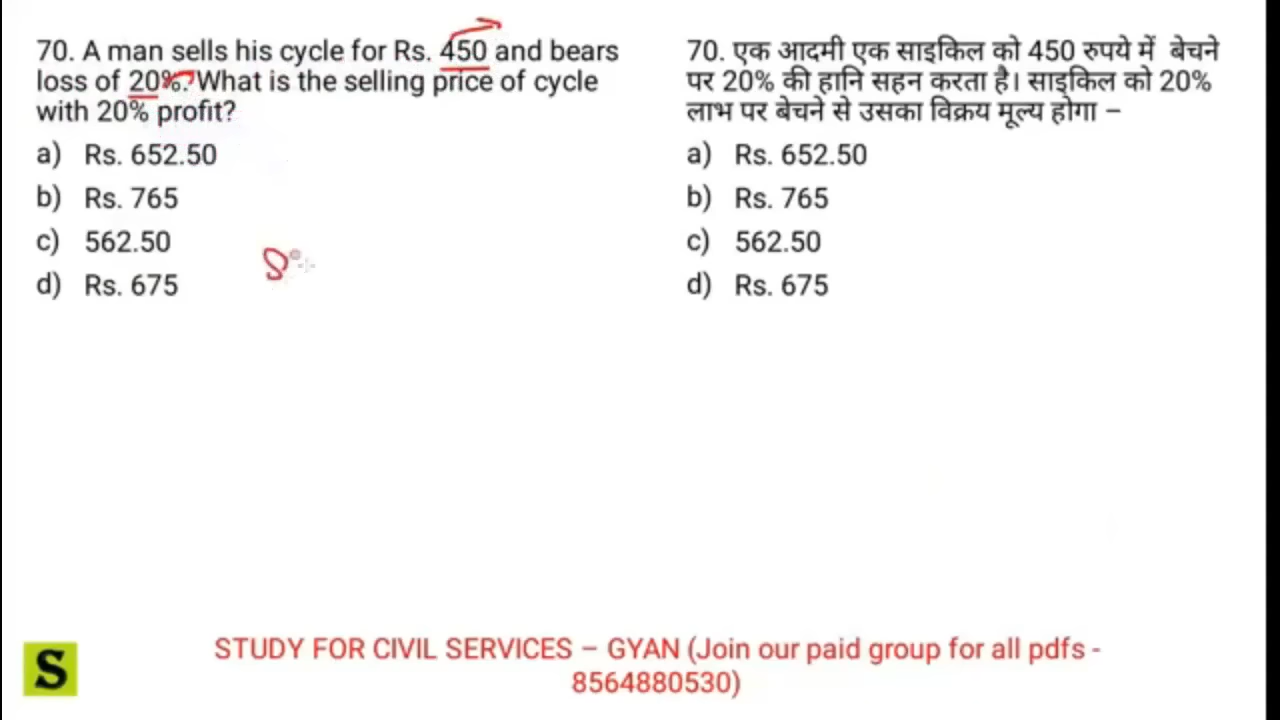 70. A man sells his cycle for Rs. 450 and bears
loss of 20%. What is the selling price of cycle
with 20% profit?
a) Rs. 652.50
b) Rs. 765
c) 562.50
d) Rs. 675
8
70. एक आदमी एक साइकिल को 450 रुपये में बेचने
पर 20% की हानि सहन करता है। साइकिल को 20%
लाभ पर बेचने से उसका विक्रय मूल्य होगा –
a) Rs. 652.50
b) Rs. 765
c) 562.50
d) Rs. 675
S
STUDY FOR CIVIL SERVICES – GYAN (Join our paid group for all pdfs -
8564880530)